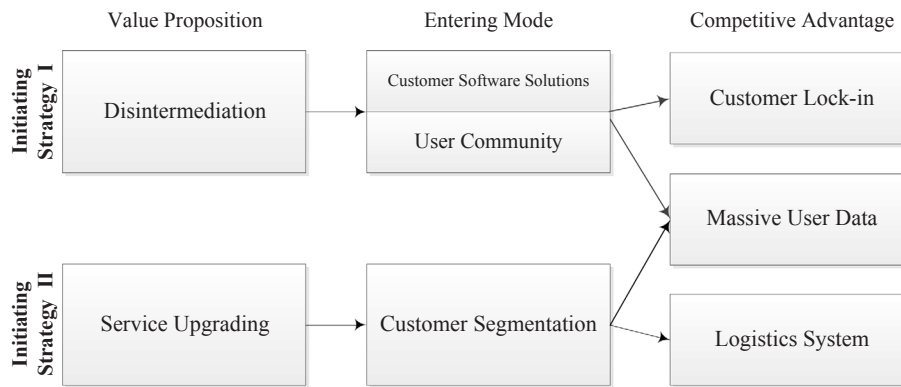 Value Proposition
Entering Mode
Competitive Advantage
Initiating
Strategy I
Disintermediation
Customer Software Solutions
User Community
Customer Lock-in
Massive User Data
Initiating
Strategy II
Service Upgrading
Customer Segmentation
Logistics System